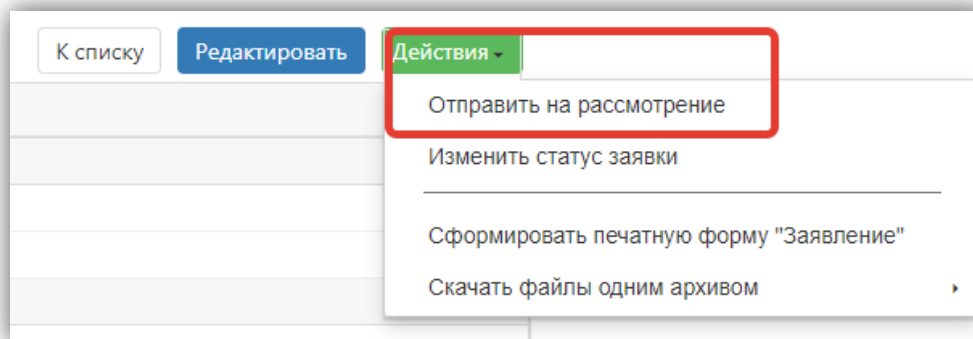 К списку Редактировать Действия
Отправить на рассмотрение
Изменить статус заявки
Сформировать печатную форму "Заявление"
Скачать файлы одним архивом